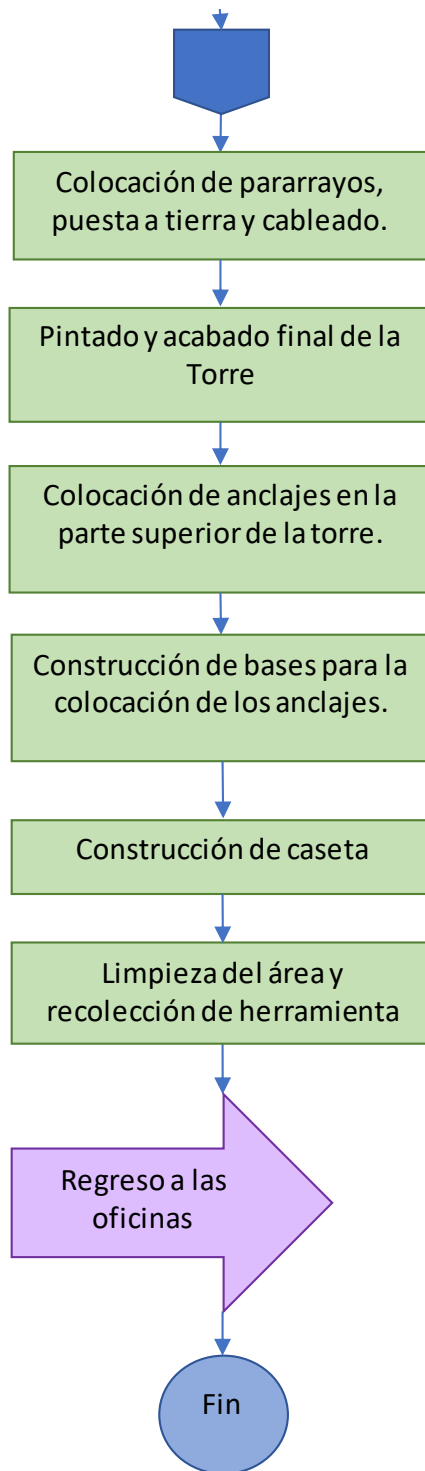 Colocación de pararrayos,
puesta a tierra y cableado.
Pintado y acabado final de la
Torre
Colocación de anclajes en la
parte superior de la torre.
Construcción de bases para la
colocación de los anclajes.
Construcción de caseta
Limpieza del área y
recolección de herramienta
Regreso a las
oficinas
Fin